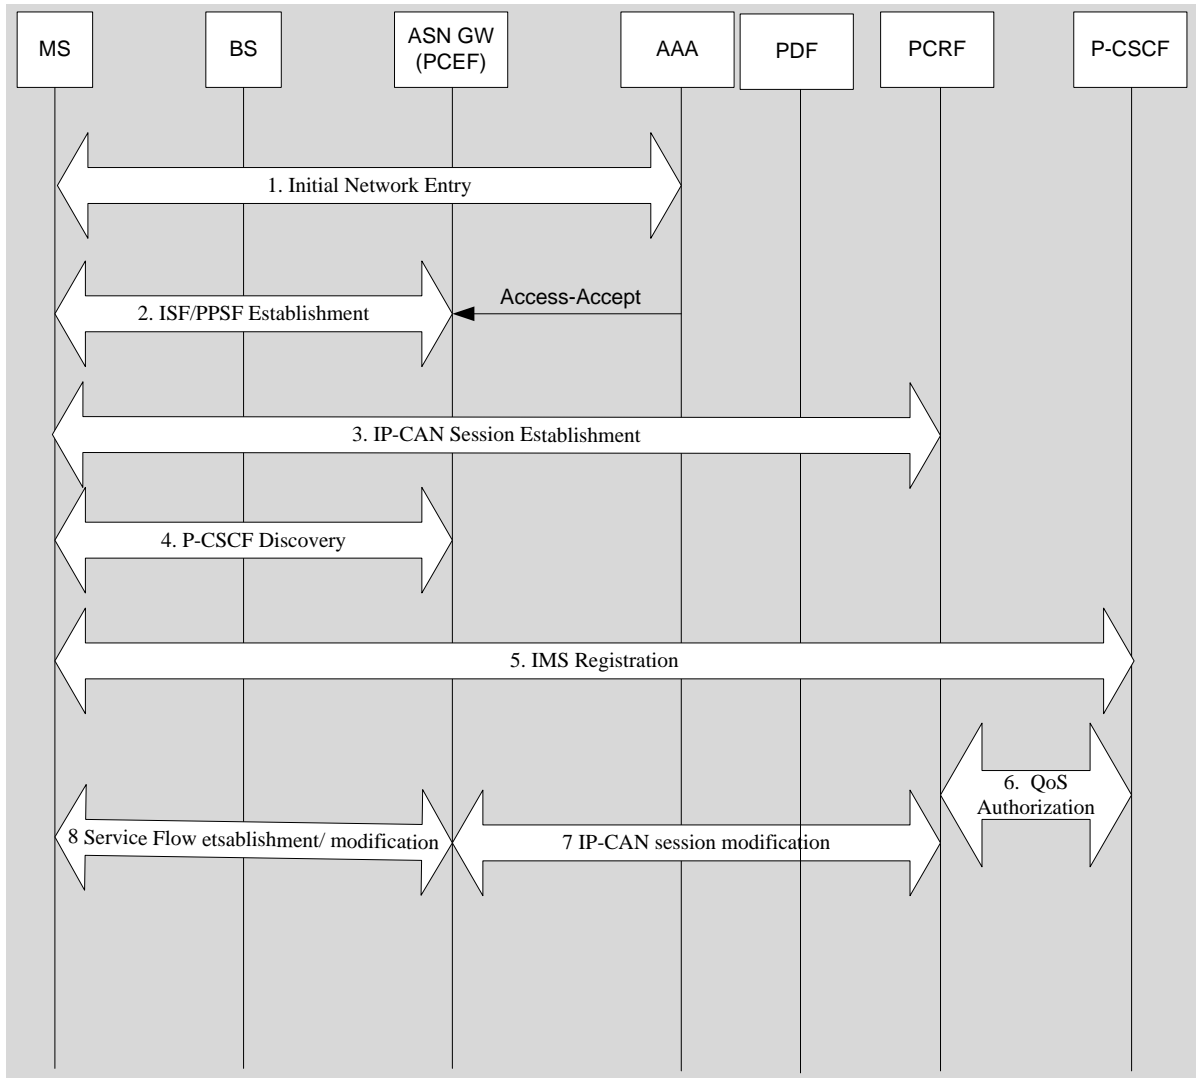 MS
BS
ASN GW
(PCEF)
AAA
PDF
PCRF
P-CSCF
1. Initial Network Entry
Access-Accept
2. ISF/PPSF Establishment
3. IP-CAN Session Establishment
4. P-CSCF Discovery
5. IMS Registration
6. QoS
Authorization
8 Service Flow etsablishment/ modification
7 IP-CAN session modification